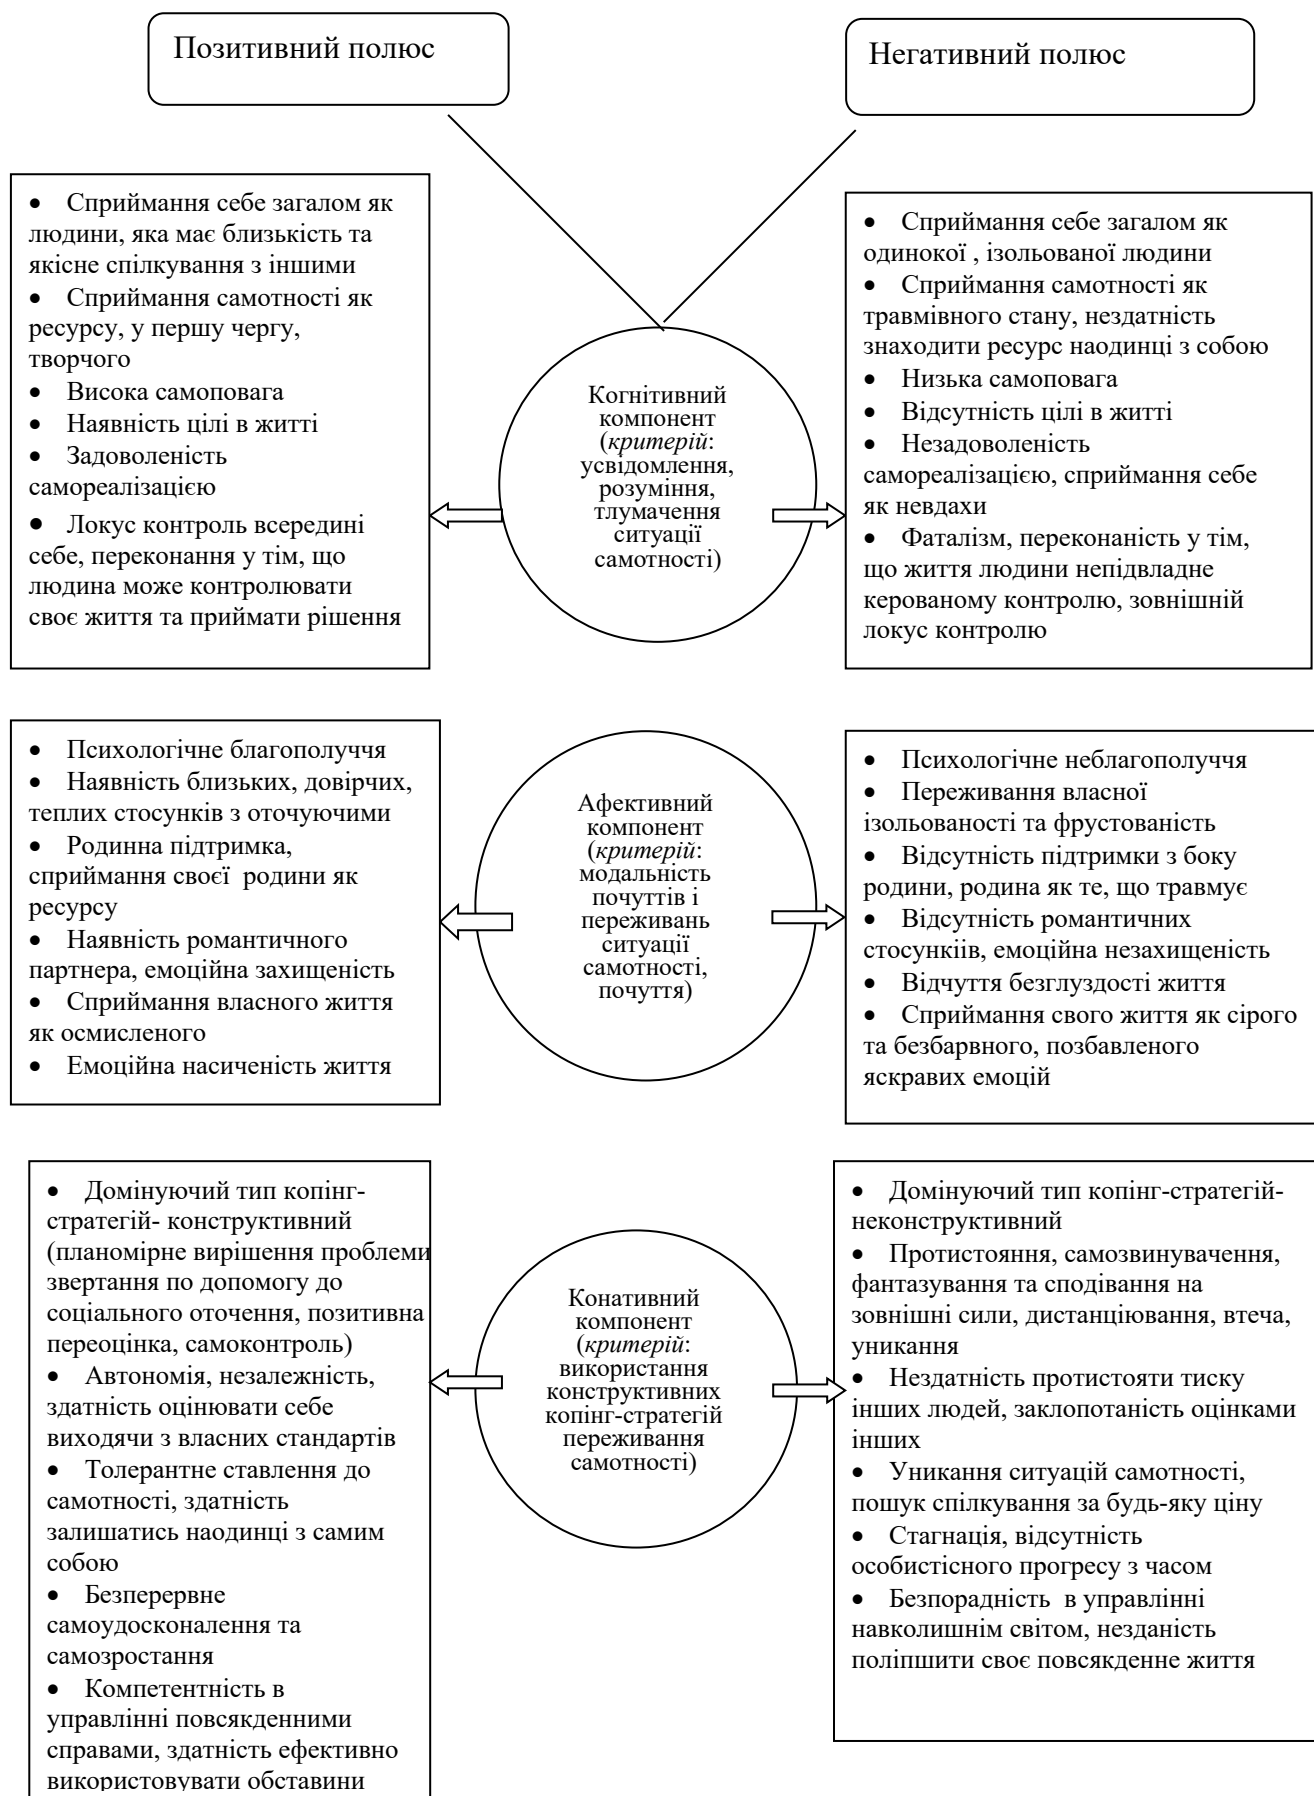 Позитивний полюс
Негативний полюс
• Сприймання себе загалом як
людини, яка має близькість та
якісне спілкування з іншими
• Сприймання самотності як
ресурсу, у першу чергу,
творчого
• Висока самоповага
• Наявність цілі в житті
• Задоволеність
самореалізацією
• Локус контроль всередині
себе, переконання у тім, що
людина може контролювати
своє життя та приймати рішення
Когнітивний
компонент
(критерій:
усвідомлення,
розуміння,
тлумачення
ситуації
самотності)
• Сприймання себе загалом як
одинокої , ізольованої людини
• Сприймання самотності як
травмівного стану, нездатність
знаходити ресурс наодинці з собою
• Низька самоповага
• Відсутність цілі в житті
• Незадоволеність
самореалізацією, сприймання себе
як невдахи
• Фаталізм, переконаність у тім,
що життя людини непідвладне
керованому контролю, зовнішній
локус контролю
• Психологічне благополуччя
• Наявність близьких, довірчих,
теплих стосунків з оточуючими
• Родинна підтримка,
сприймання своєї  родини як
ресурсу
• Наявність романтичного
партнера, емоційна захищеність
• Сприймання власного життя
як осмисленого
• Емоційна насиченість життя
Афективний
компонент
(критерій:
модальність
почуттів і
переживань
ситуації
самотності,
почуття)
• Психологічне неблагополуччя
• Переживання власної
ізольованості та фрустованість
• Відсутність підтримки з боку
родини, родина як те, що травмує
• Відсутність романтичних
стосункіів, емоційна незахищеність
• Відчуття безглуздості життя
• Сприймання свого життя як сірого
та безбарвного, позбавленого
яскравих емоцій
• Домінуючий тип копінг-
стратегій- конструктивний
(планомірне вирішення проблеми
звертання по допомогу до
соціального оточення, позитивна
переоцінка, самоконтроль)
• Автономія, незалежність,
здатність оцінювати себе
виходячи з власних стандартів
• Толерантне ставлення до
самотності, здатність
залишатись наодинці з самим
собою
• Безперервне
самоудосконалення та
самозростання
• Компетентність в
управлінні повсякденними
справами, здатність ефективно
використовувати обставини
Конативний
компонент
(критерій:
використання
конструктивних
копінг-стратегій
переживання
самотності)
• Домінуючий тип копінг-стратегій-
неконструктивний
• Протистояння, самозвинувачення,
фантазування та сподівання на
зовнішні сили, дистанціювання, втеча,
уникання
• Нездатність протистояти тиску
інших людей, заклопотаність оцінками
інших
• Уникання ситуацій самотності,
пошук спілкування за будь-яку ціну
• Стагнація, відсутність
особистісного прогресу з часом
• Безпорадність  в управлінні
навколишнім світом, незданість
поліпшити своє повсякденне життя